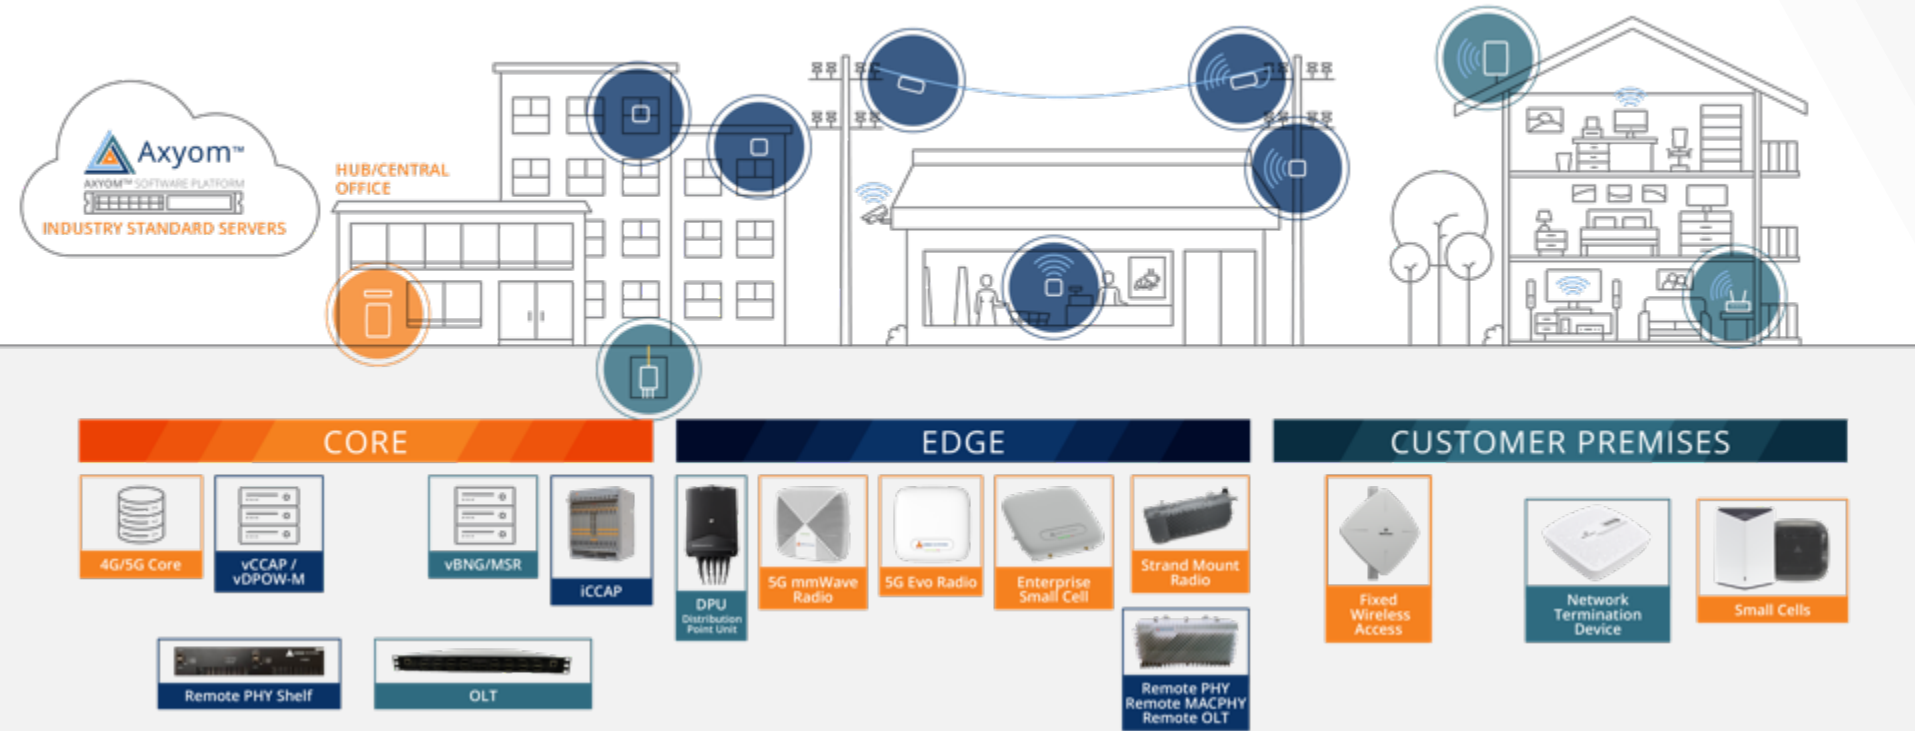 Axyom™
AXYOM™ SOFTWARE PLATFORM
INDUSTRY STANDARD SERVERS
HUB/CENTRAL
OFFICE
CORE
EDGE
CUSTOMER PREMISES
4G/5G Core
vCCAP /
vDPOW-M
vBNG/MSR
iCCAP
Remote PHY Shelf
OLT
DPU
Distribution
Point Unit
5G mmWave
Radio
5G Evo Radio
Enterprise
Small Cell
Strand Mount
Radio
Remote PHY
Remote MACPHY
Remote OLT
Fixed
Wireless
Access
Network
Termination
Device
Small Cells